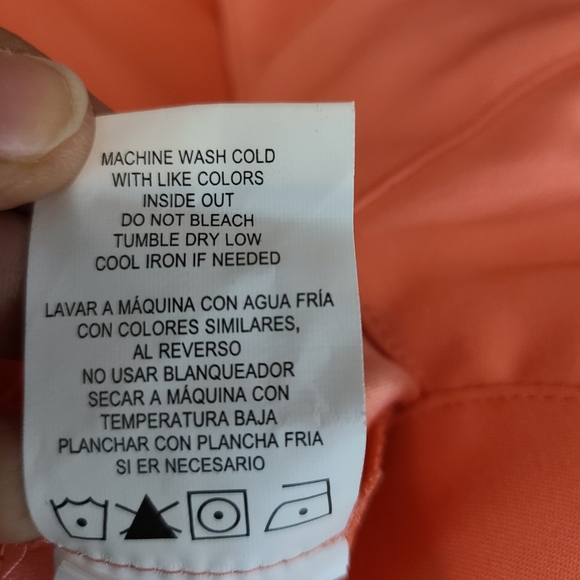 MACHINE WASH COLD
WITH LIKE COLORS
INSIDE OUT
DO NOT BLEACH
TUMBLE DRY LOW
COOL IRON IF NEEDED
LAVAR A MÁQUINA CON AGUA FRÍA
CON COLORES SIMILARES,
AL REVERSO
NO USAR BLANQUEADOR
SECAR A MÁQUINA CON
TEMPERATURA BAJA
PLANCHAR CON PLANCHA FRIA
SI ER NECESARIO